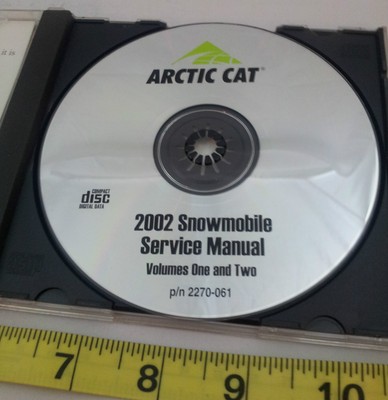 ARCTIC CAT®
COMPACT
disc
DIGITAL DATA
2002 Snowmobile
Service Manual
Volumes One and Two
p/n 2270-061
7 8 9 10